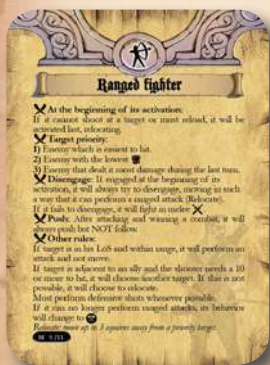 Ranged fighter
At the beginning of its activation:
If it cannot shoot at a target or must reload, it will be
activated last, relocating.
Target priority:
1) Enemy which is easiest to hit.
2) Enemy with the lowest
3) Enemy that dealt it most damage during the last turn.
Disengage: If engaged at the beginning of its
activation, it will always try to disengage, moving in such
a way that it can perform a ranged attack (Relocate).
If it fails to disengage, it will fight in melee
Push: After attacking and winning a combat, it will
always push but NOT follow.
Other rules:
If target is in his LoS and within range, it will perform an
attack and not move.
If target is adjacent to an ally and the shooter needs a 10
or more to hit, it will choose another target. If this is not
possible, it will choose to relocate.
Must perform defensive shots whenever possible.
If it can no longer perform ranged attacks, its behavior
will change to
Relocate: move up to 3 squares away from a priority target.